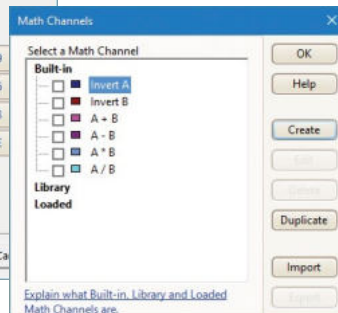 Math Channels
Select a Math Channel
Built-in
Invert A
Invert B
A + B
A - B
A * B
A / B
Library
Loaded
Explain what Built-in, Library and Loaded
Math Channels are.
OK
Help
Create
Edit
Delete
Duplicate
Import
Export